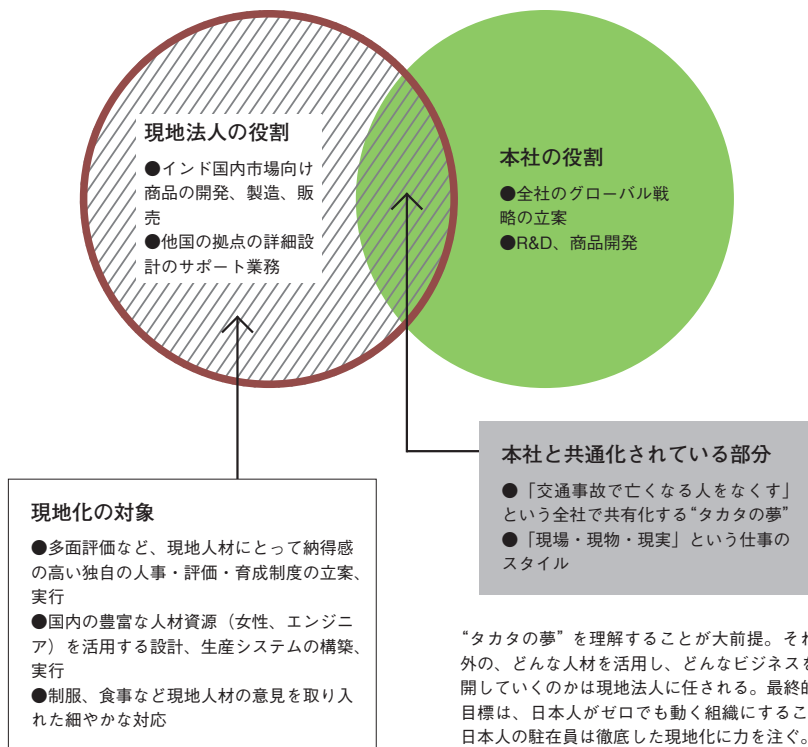 現地法人の役割
●インド国内市場向け
商品の開発、製造、販
売
●他国の拠点の詳細設
計のサポート業務
本社の役割
●全社のグローバル戦
略の立案
●R&D、商品開発
本社と共通化されている部分
●「交通事故で亡くなる人をなくす」
という全社で共有化する“タカタの夢”
●「現場・現物・現実」という仕事の
スタイル
現地化の対象
●多面評価など、現地人材にとって納得感
の高い独自の人事・評価・育成制度の立案、
実行
●国内の豊富な人材資源（女性、エンジニ
ア）を活用する設計、生産システムの構築、
実行
●制服、食事など現地人材の意見を取り入
れた細やかな対応
“タカタの夢”を理解することが大前提。それ
外の、どんな人材を活用し、どんなビジネスを
開していくのかは現地法人に任される。最終的
目標は、日本人がゼロでも動く組織にするこ
日本人の駐在員は徹底した現地化に力を注ぐ。